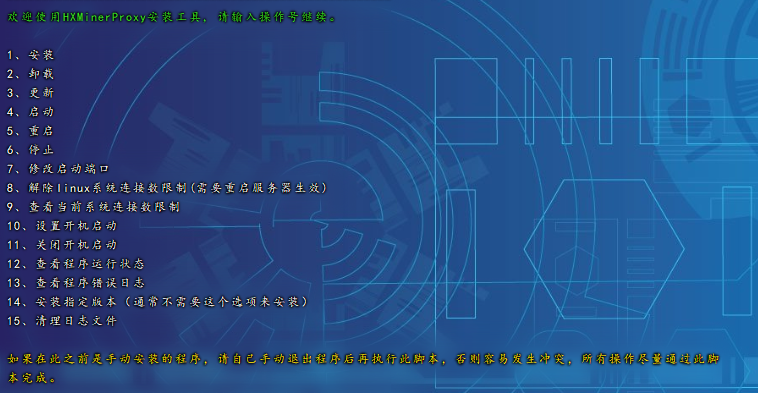 欢迎使用HXMinerProxy安装工具，请输入操作号继续。
1、安装
2、卸载
3、更新
4、启动
5、重启
6、停止
7、修改启动端口
8、解除linux系统连接数限制(需要重启服务器生效)
9、查看当前系统连接数限制
10、设置开机启动
11、关闭开机启动
12、查看程序运行状态
13、查看程序错误日志
14、安装指定版本（通常不需要这个选项来安装）
15、清理日志文件
如果在此之前是手动安装的程序，请自己手动退出程序后再执行此脚本，否则容易发生冲突，所有操作尽量通过此脚
本完成。